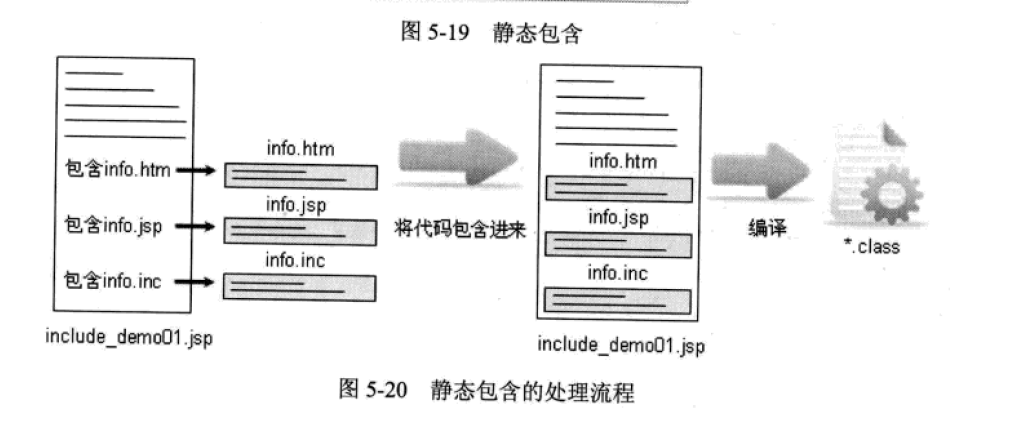 图 5-19 静态包含
包含info.htm
包含info.jsp
包含info.inc
include_demo01.jsp
info.htm
info.jsp
info.inc
将代码包含进来
info.htm
info.jsp
info.inc
include_demo01.jsp
编译
*.class
图 5-20 静态包含的处理流程